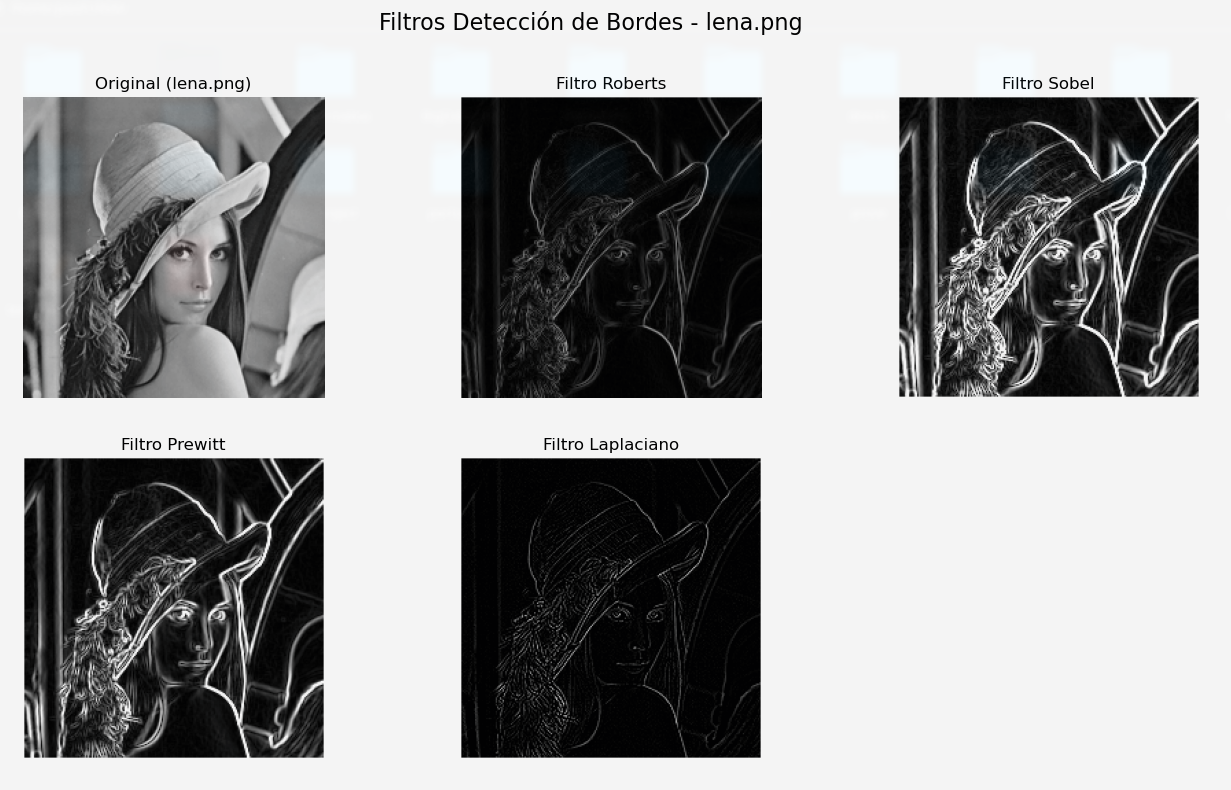 Filtros Detección de Bordes - lena.png
Original (lena.png)
Filtro Roberts
Filtro Sobel
Filtro Prewitt
Filtro Laplaciano